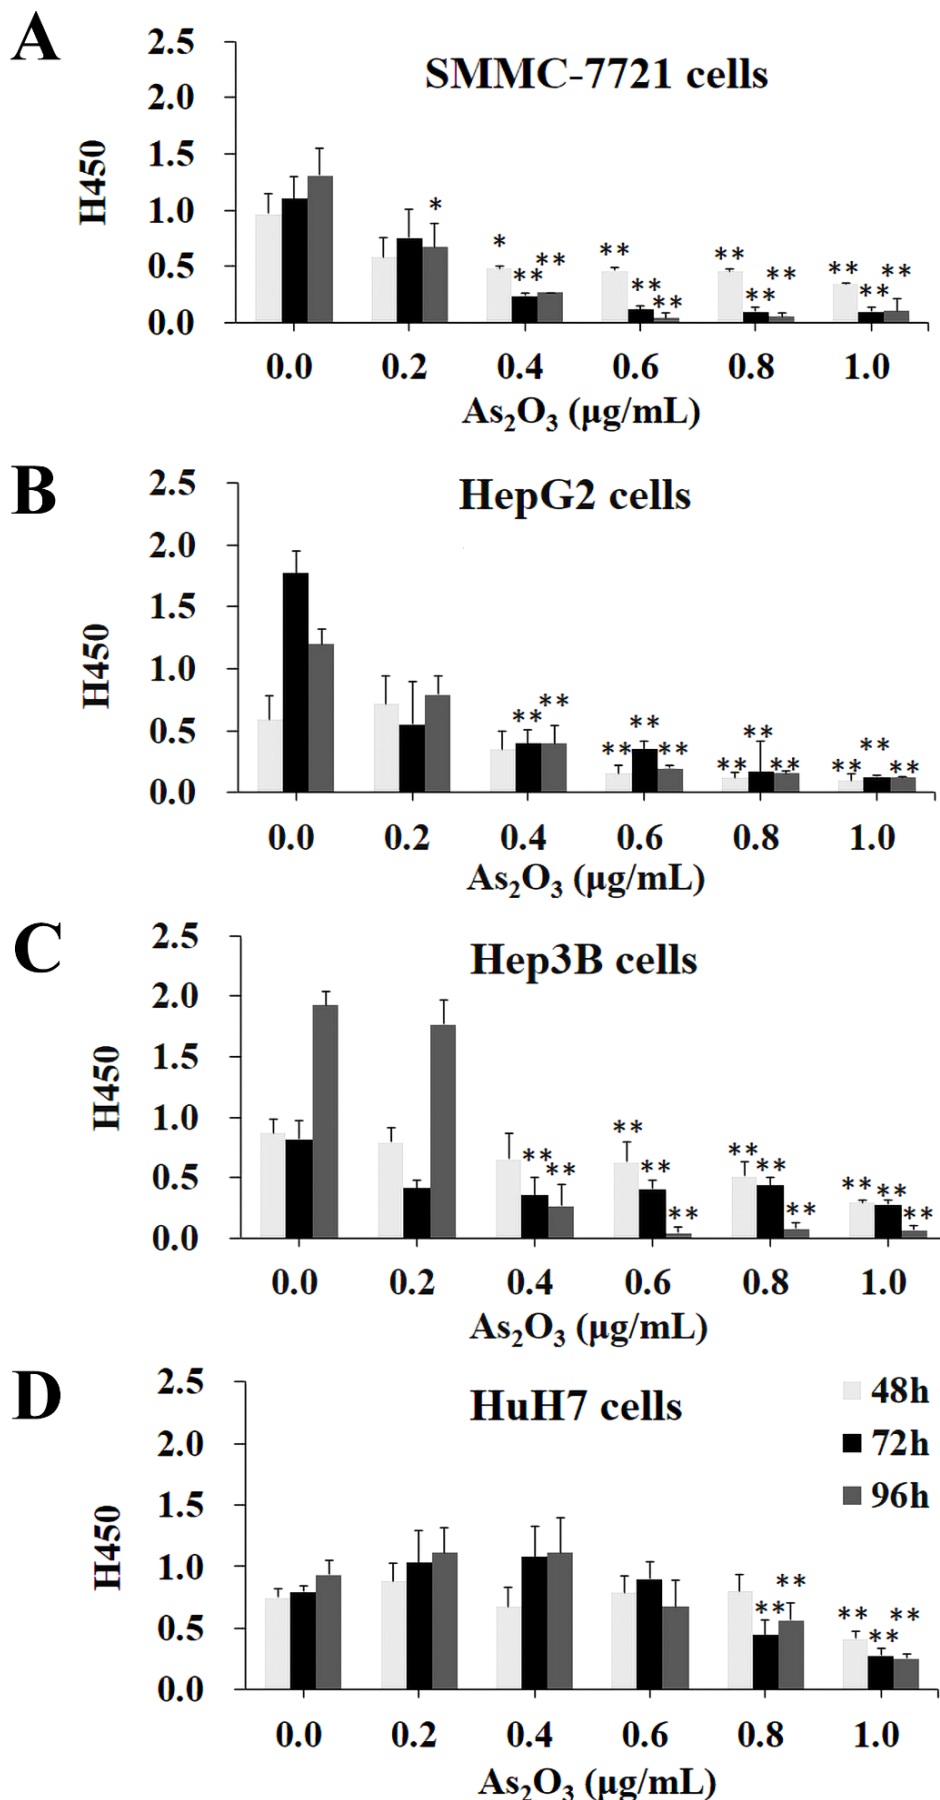 A
SMMC-7721 cells
H450
2.5
2.0
1.5
1.0
0.5
0.0
*
*
**
**
**
**
**
**
**
**
**
**
**
0.0 0.2 0.4 0.6 0.8 1.0
As₂O₃ (μg/mL)
B
HepG2 cells
H450
2.5
2.0
1.5
1.0
0.5
0.0
**
**
**
**
**
**
**
**
**
**
**
0.0 0.2 0.4 0.6 0.8 1.0
As₂O₃ (μg/mL)
C
Hep3B cells
H450
2.5
2.0
1.5
1.0
0.5
0.0
**
**
**
**
**
**
**
**
**
**
**
0.0 0.2 0.4 0.6 0.8 1.0
As₂O₃ (μg/mL)
D
HuH7 cells
48h
72h
96h
H450
2.5
2.0
1.5
1.0
0.5
0.0
**
**
**
**
**
0.0 0.2 0.4 0.6 0.8 1.0
As₂O₃ (μg/mL)